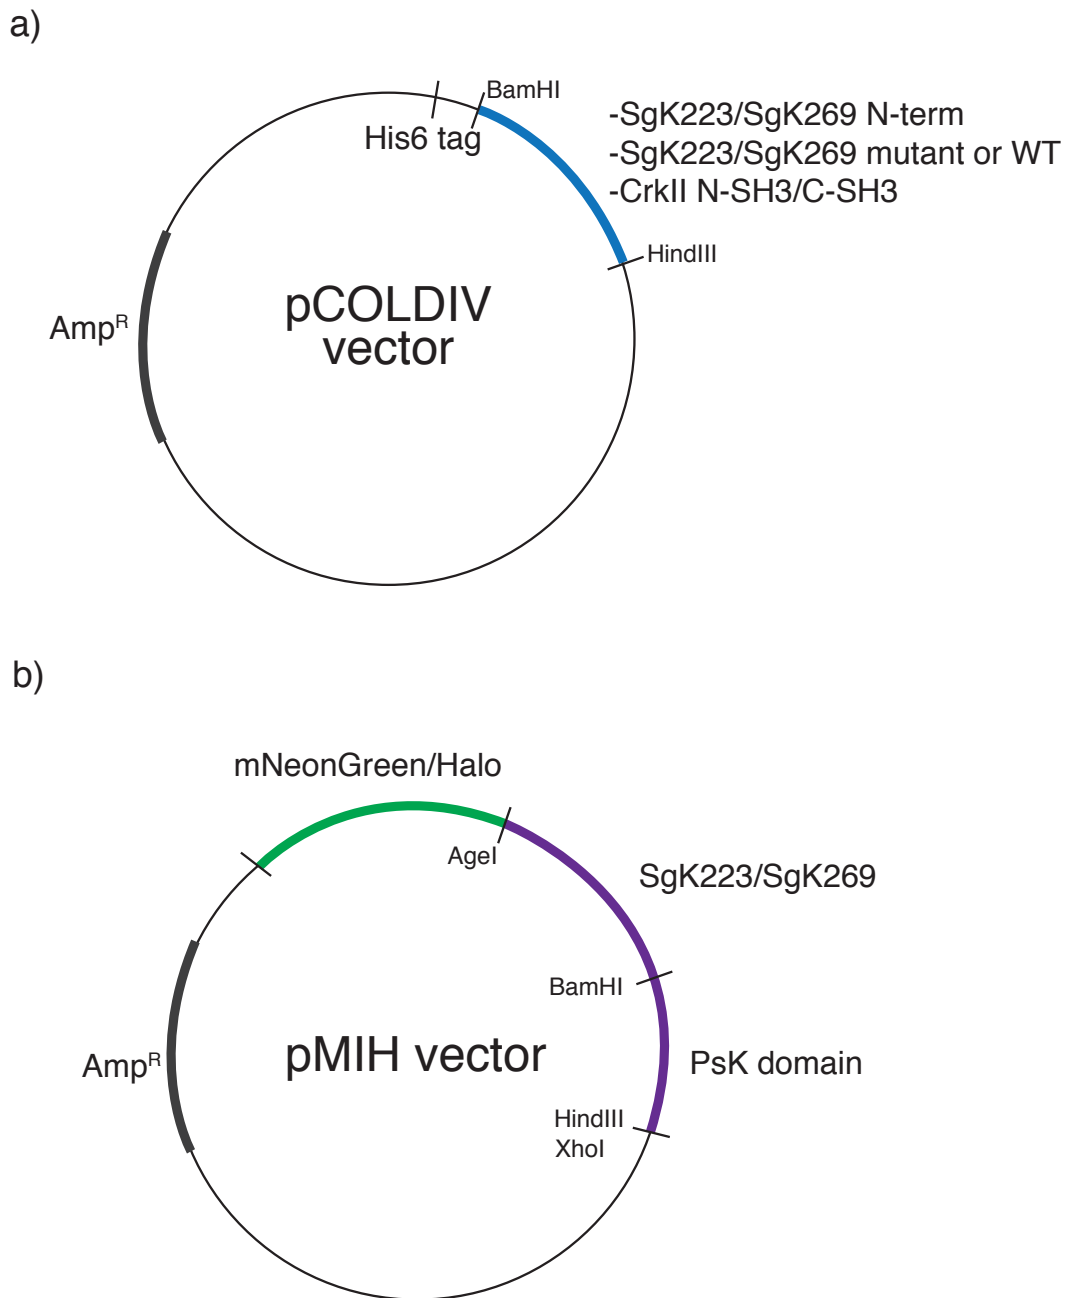 a)
BamHI
His6 tag
-SgK223/SgK269 N-term
-SgK223/SgK269 mutant or WT
-CrkII N-SH3/C-SH3
HindIII
AmpR
pCOLDIV
vector
b)
mNeonGreen/Halo
AgeI
SgK223/SgK269
BamHI
AmpR
pMIH vector
PsK domain
HindIII
XhoI